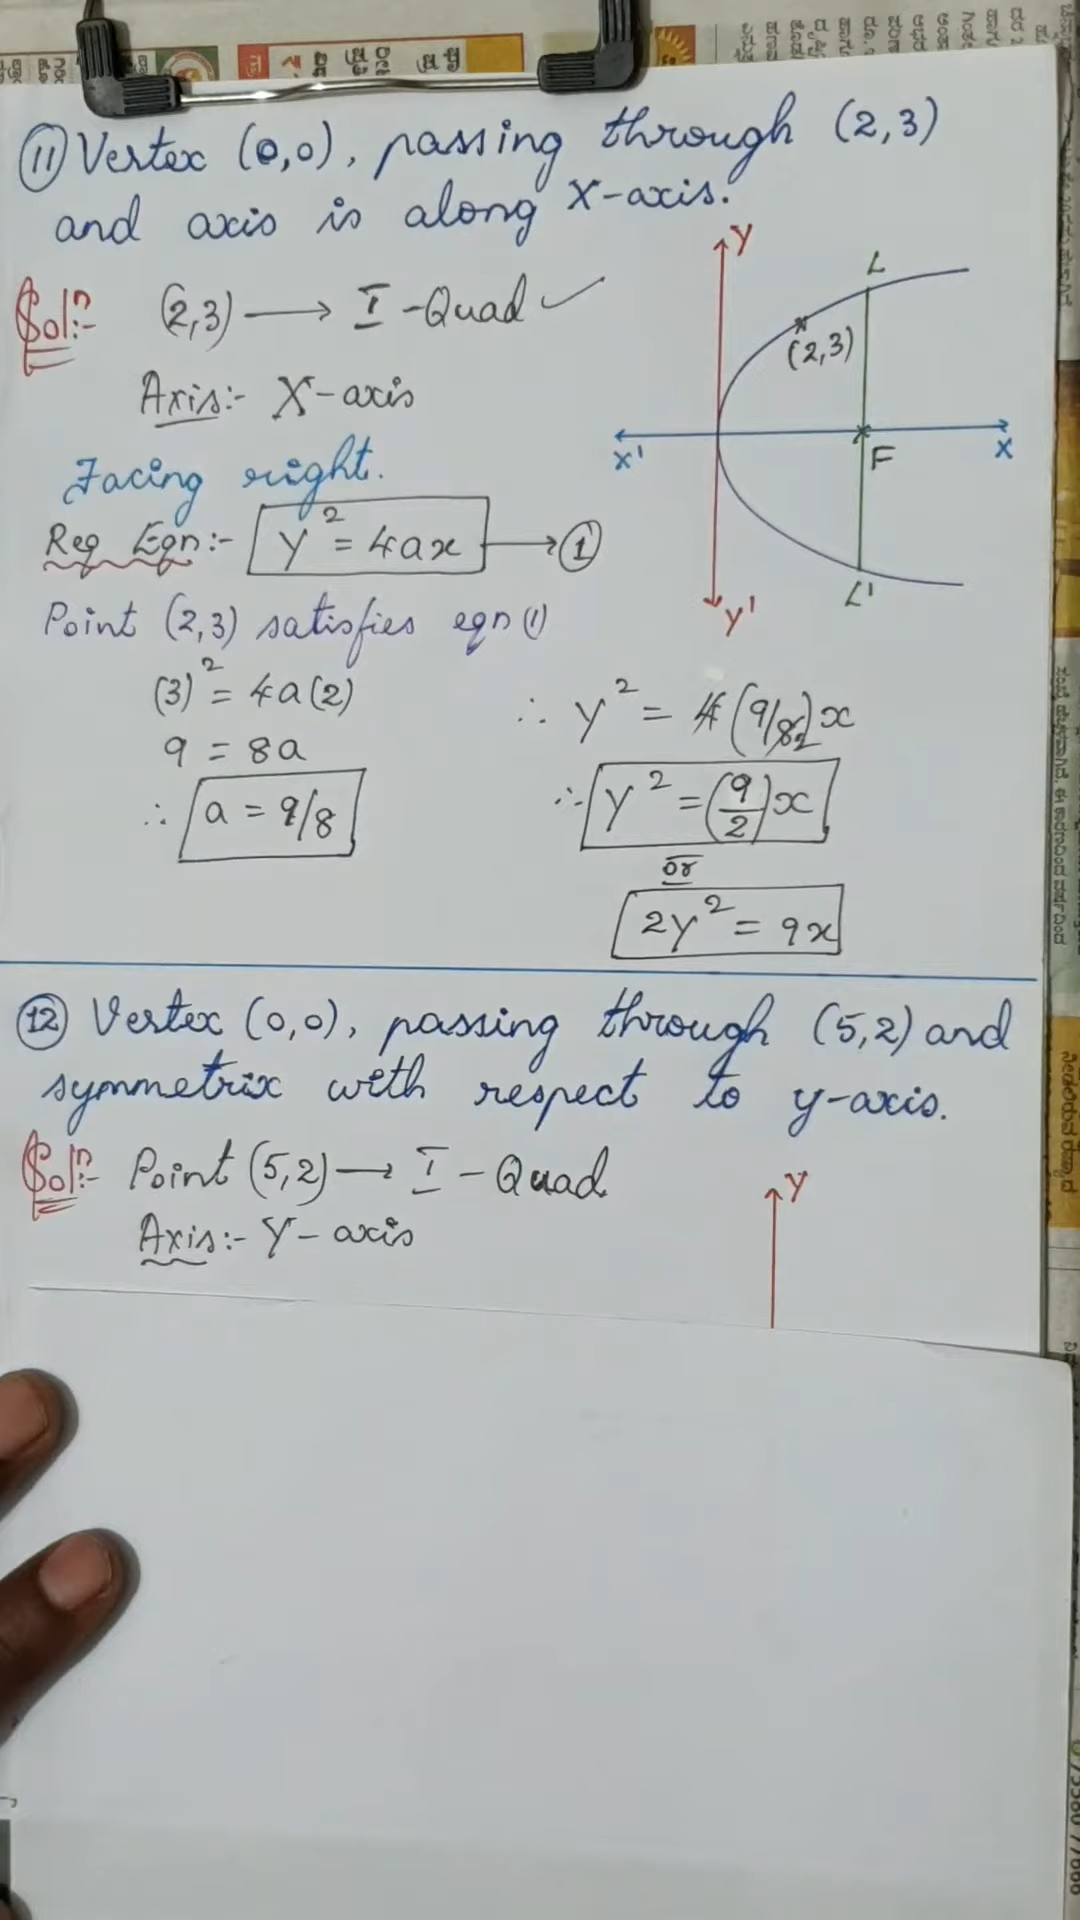 11 Vertex (0,0), passing through (2,3)
and axis is along X-axis.
Sol^n:- (2,3) ⟶ I-Quad ✓
Axis:- X-axis
Facing right.
Req Eqn:- y² = 4ax ⟶ ①
Point (2,3) satisfies eqn (1)
(3)² = 4a(2)
9 = 8a
∴ a = 9/8
Y
L
(2,3)
X'
F
X
L'
Y'
∴ y² = 4(9/8 2)x
∴ y² = (9/2)x
or
2y² = 9x
12 Vertex (0,0), passing through (5,2) and
symmetrix with respect to y-axis.
Sol^n:- Point (5,2) ⟶ I-Quad
Axis:- Y-axis
Y